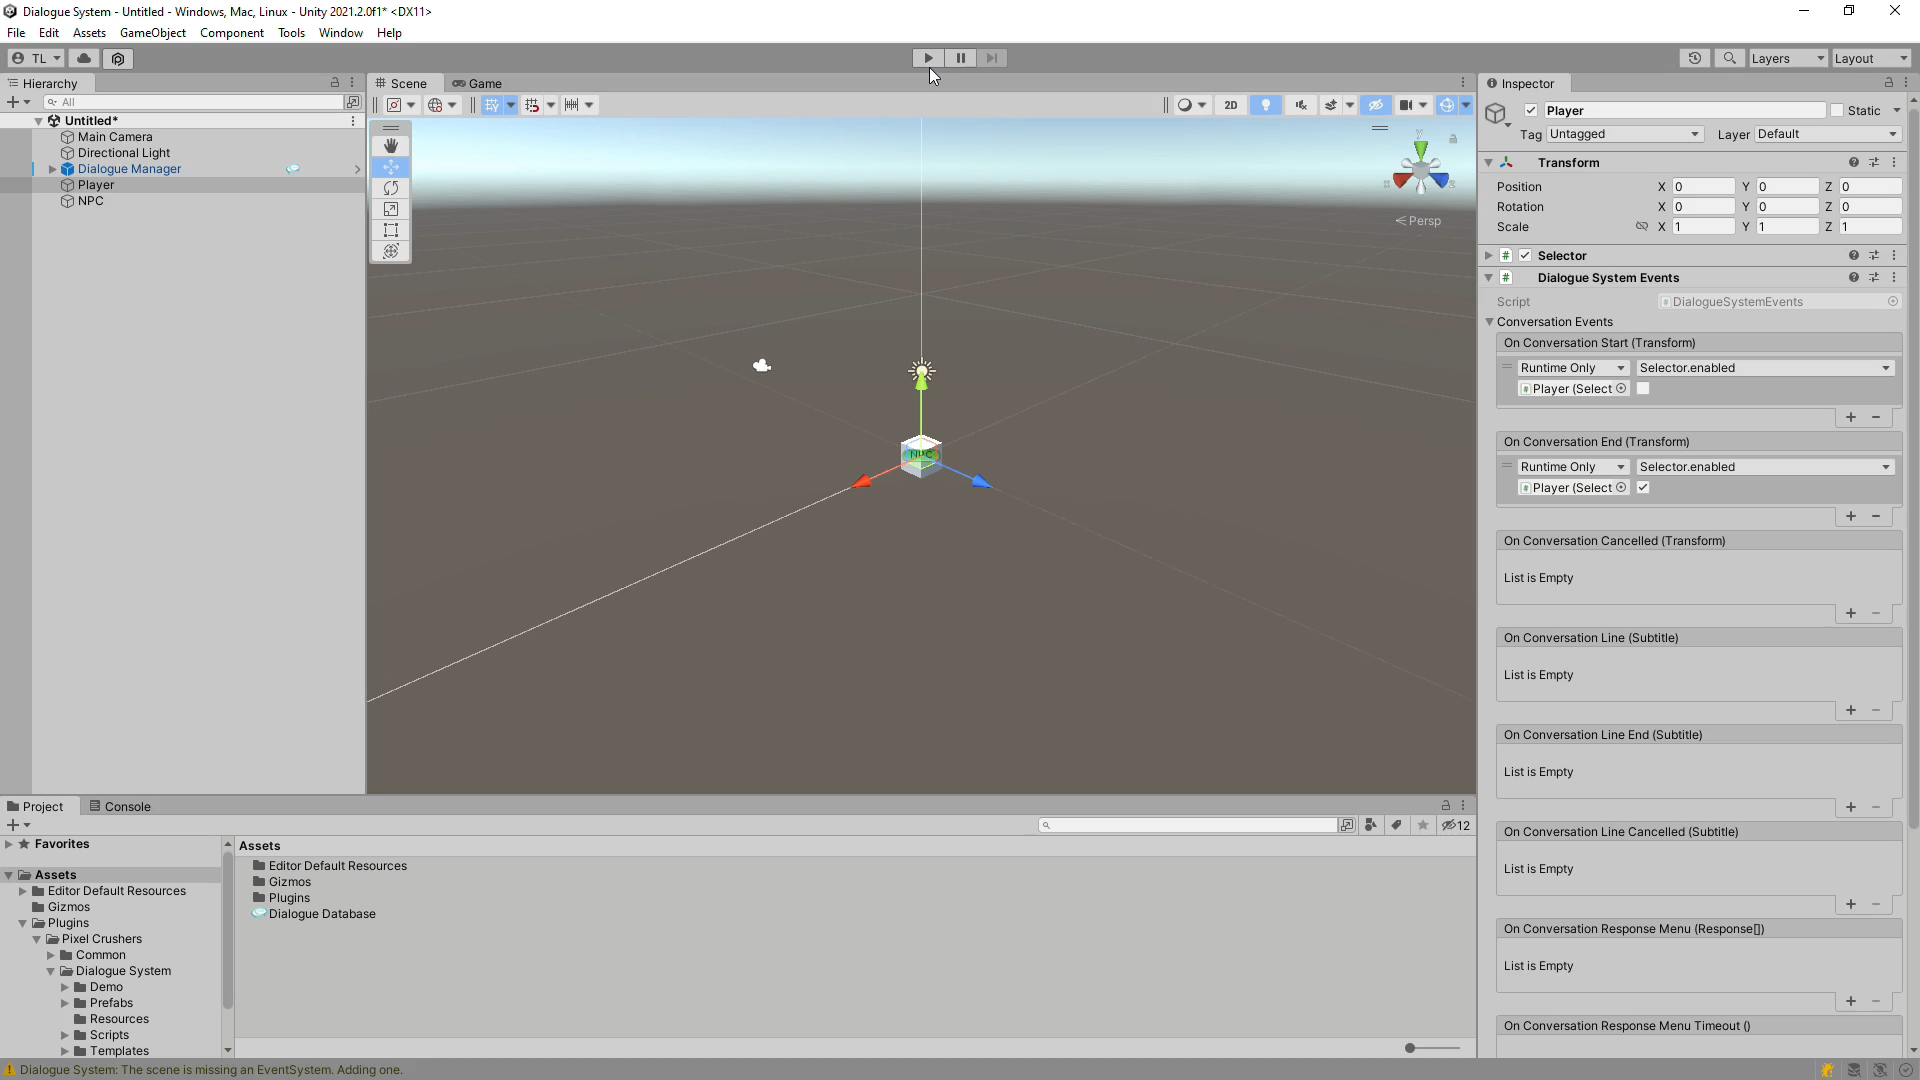 Dialogue System - Untitled - Windows, Mac, Linux - Unity 2021.2.0f1* <DX11>
File Edit Assets GameObject Component Tools Window Help
TL Layers Layout
Hierarchy
All
Untitled*
Main Camera
Directional Light
Dialogue Manager
Player
NPC
Scene Game
2D
Y
Persp
NPC
Inspector
Player Static
Tag Untagged Layer Default
Transform
Position X 0 Y 0 Z 0
Rotation X 0 Y 0 Z 0
Scale X 1 Y 1 Z 1
# Selector
# Dialogue System Events
Script DialogueSystemEvents
Conversation Events
On Conversation Start (Transform)
Runtime Only Selector.enabled
Player (Select
On Conversation End (Transform)
Runtime Only Selector.enabled
Player (Select
On Conversation Cancelled (Transform)
List is Empty
On Conversation Line (Subtitle)
List is Empty
On Conversation Line End (Subtitle)
List is Empty
On Conversation Line Cancelled (Subtitle)
List is Empty
On Conversation Response Menu (Response[])
List is Empty
On Conversation Response Menu Timeout ()
Project Console
12
Favorites
Assets
Editor Default Resources
Gizmos
Plugins
Pixel Crushers
Common
Dialogue System
Demo
Prefabs
Resources
Scripts
Templates
Assets
Editor Default Resources
Gizmos
Plugins
Dialogue Database
Dialogue System: The scene is missing an EventSystem. Adding one.